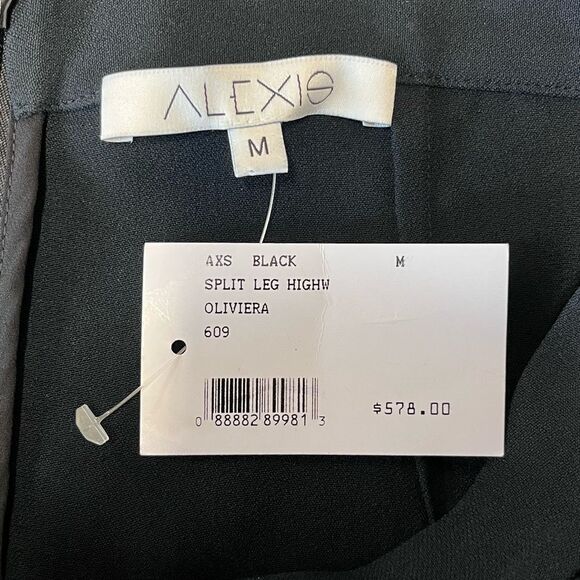 ALEXIS
M
AXS BLACK M
SPLIT LEG HIGHW
OLIVIERA
609
$578.00
0 88882 89981 3